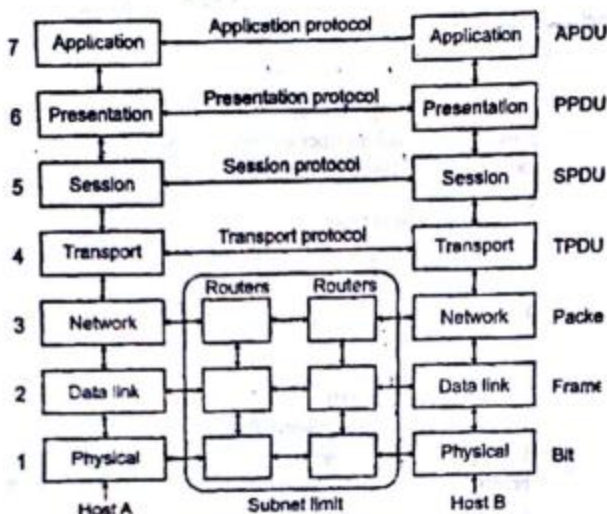 Application protocol
7 Application Application APDU
Presentation protocol
6 Presentation Presentation PPDU
Session protocol
5 Session Session SPDU
Transport protocol
4 Transport Transport TPDU
Routers Routers
3 Network Network Packe
2 Data link Data link Frame
1 Physical Physical Bit
Host A Subnet limit Host B